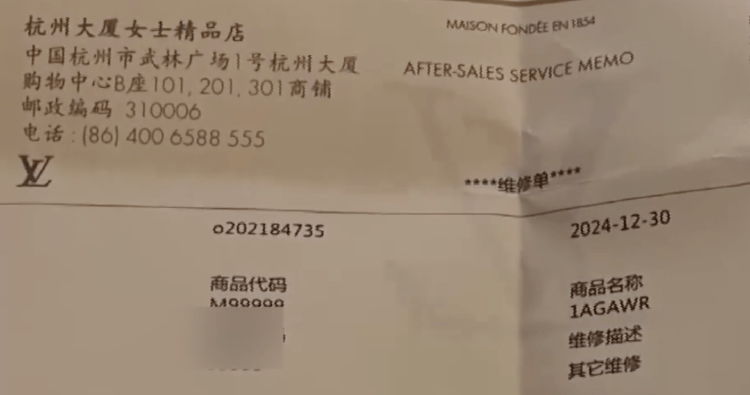 杭州大厦女士精品店
中国杭州市武林广场1号杭州大厦
购物中心B座101, 201, 301商铺
邮政编码 310006
电话 : (86) 400 6588 555
LV
MAISON FONDÉE EN 1854
AFTER-SALES SERVICE MEMO
****维修单****
o202184735
2024-12-30
商品代码
M99999
商品名称
1AGAWR
维修描述
其它维修